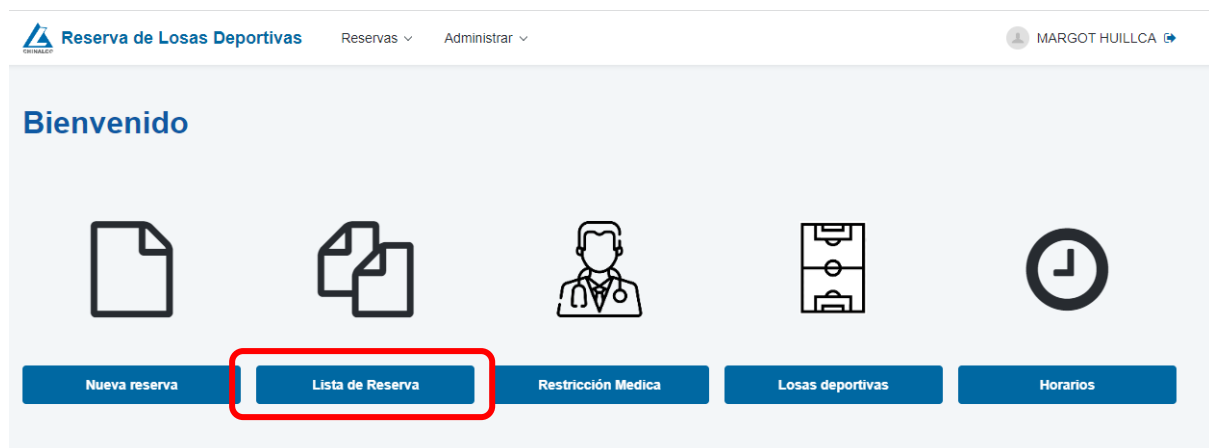 CHINALCO
Reserva de Losas Deportivas Reservas Administrar MARGOT HUILLCA
Bienvenido
Nueva reserva Lista de Reserva Restricción Medica Losas deportivas Horarios